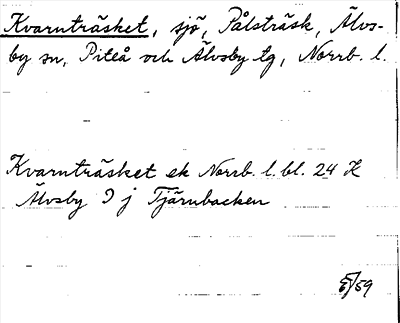 Kvarnträsket, sjö, Pålsträsk, Älvs-
by sn, Piteå och Älvsby tg, Norrb. l.
Kvarnträsket ek Norrb. l. bl. 24 K
Älvsby 9 j Tjärnbacken
/59